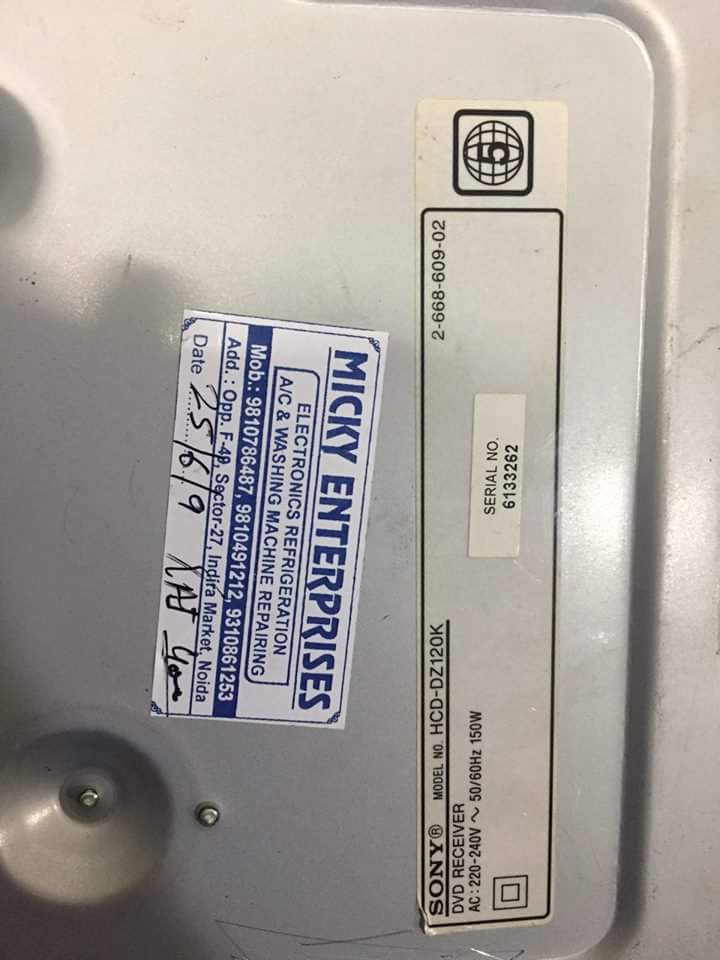 MICKY ENTERPRISES
ELECTRONICS REFRIGERATION
A/C & WASHING MACHINE REPAIRING
Mob.: 9810786487, 9810491212, 9310861253
Add. : Opp. F-49, Sector-27, Indira Market, Noida
Date 25/6/9
5
2-668-609-02
SERIAL NO.
6133262
SONY® MODEL NO. HCD-DZ120K
DVD RECEIVER
AC : 220-240V ~ 50/60Hz 150W